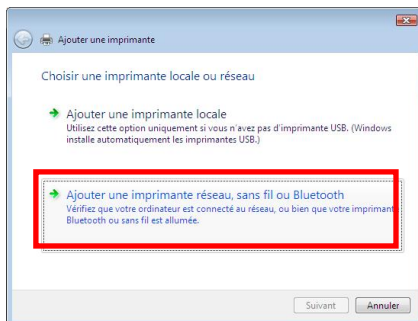 Ajouter une imprimante
Choisir une imprimante locale ou réseau
Ajouter une imprimante locale
Utilisez cette option uniquement si vous n'avez pas d'imprimante USB. (Windows
installe automatiquement les imprimantes USB.)
Ajouter une imprimante réseau, sans fil ou Bluetooth
Vérifiez que votre ordinateur est connecté au réseau, ou bien que votre imprimant
Bluetooth ou sans fil est allumée.
Suivant Annuler